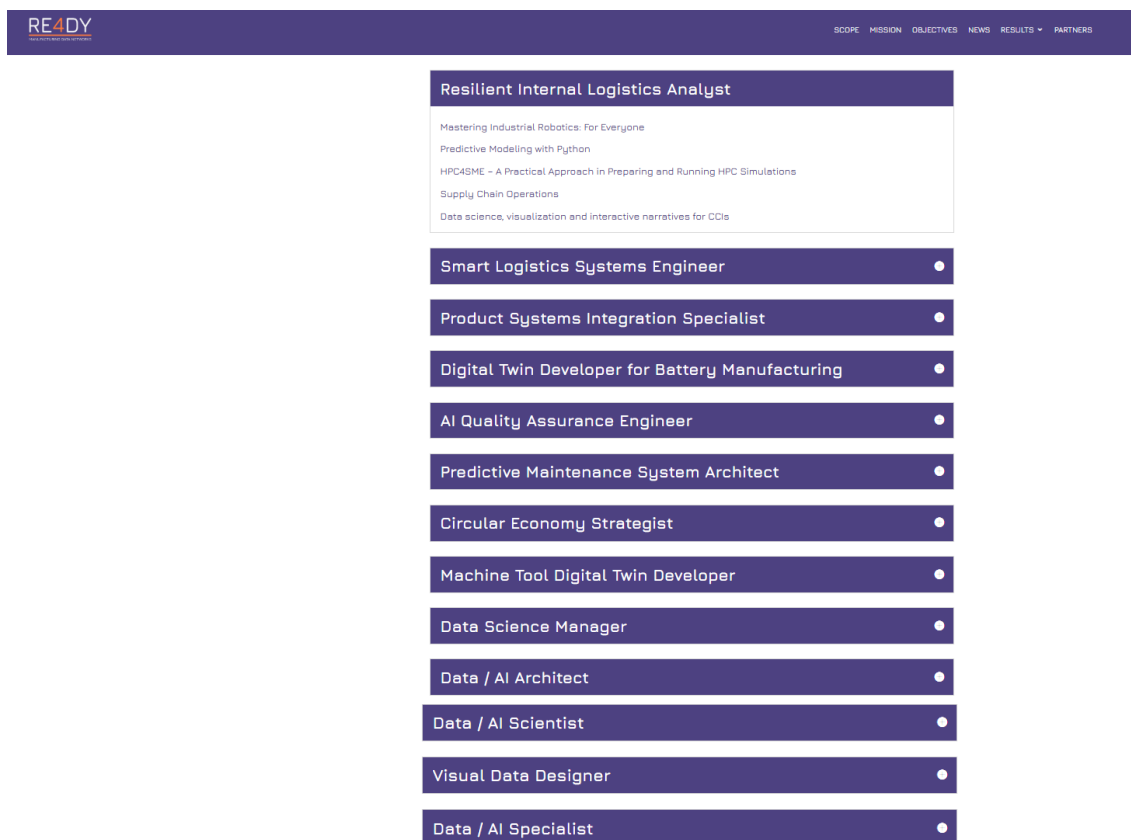 RE4DY
SCOPE MISSION OBJECTIVES NEWS RESULTS PARTNERS
Resilient Internal Logistics Analyst
Mastering Industrial Robotics: For Everyone
Predictive Modeling with Python
HPC4SME – A Practical Approach in Preparing and Running HPC Simulations
Supply Chain Operations
Data science, visualization and interactive narratives for CCIs
Smart Logistics Systems Engineer
Product Systems Integration Specialist
Digital Twin Developer for Battery Manufacturing
AI Quality Assurance Engineer
Predictive Maintenance System Architect
Circular Economy Strategist
Machine Tool Digital Twin Developer
Data Science Manager
Data / AI Architect
Data / AI Scientist
Visual Data Designer
Data / AI Specialist